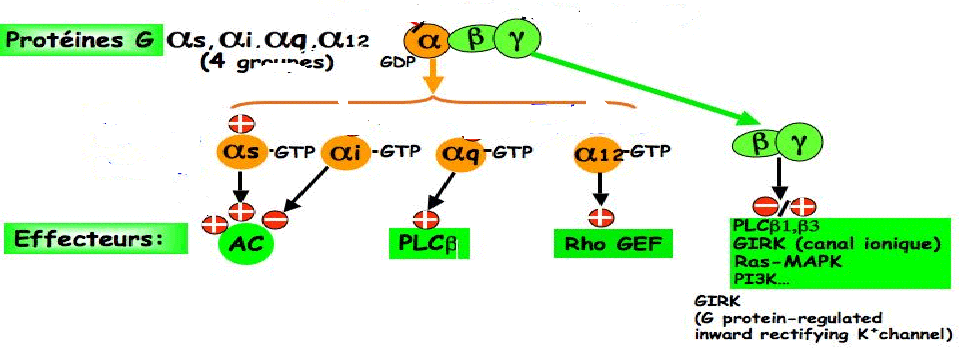 Protéines G αs, αi, αq, α12
(4 groupes)
α β γ
GDP
+
αs-GTP αi-GTP αq-GTP α12-GTP
β γ
+ + − + + −/+
Effecteurs: AC PLCβ Rho GEF
PLCβ1,β3
GIRK (canal ionique)
Ras-MAPK
PI3K...
GIRK
(G protein-regulated
inward rectifying K⁺channel)